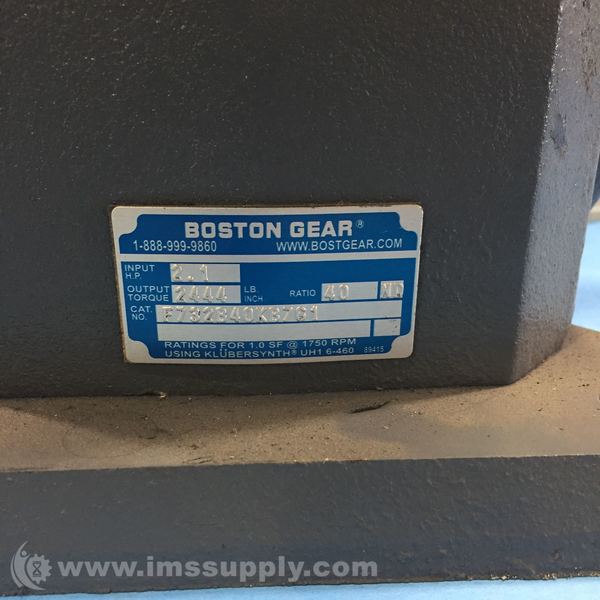 BOSTON GEAR®
1-888-999-9860 WWW.BOSTGEAR.COM
INPUT H.P. 2.1
OUTPUT TORQUE 2444 LB. INCH RATIO 40
CAT. NO.
RATINGS FOR 1.0 SF @ 1750 RPM
USING KLÜBERSYNTH® UH1 6-460 89415
www.imssupply.com